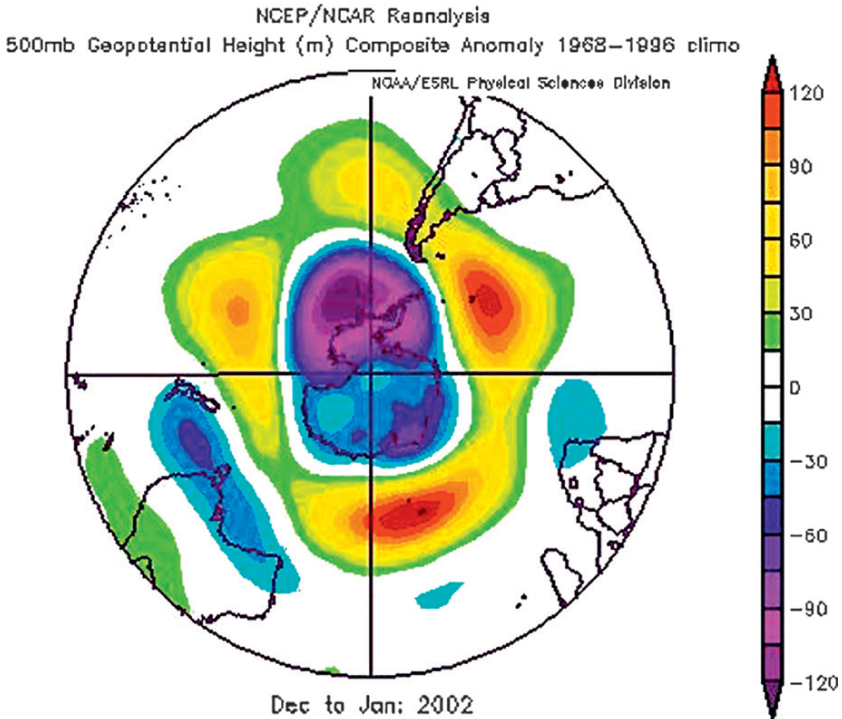 NCEP/NCAR Reanalysis
500mb Geopotential Height (m) Composite Anomaly 1968-1996 climo
NOAA/ESRL Physical Sciences Division
120
90
60
30
0
-30
-60
-90
-120
Dec to Jan: 2002